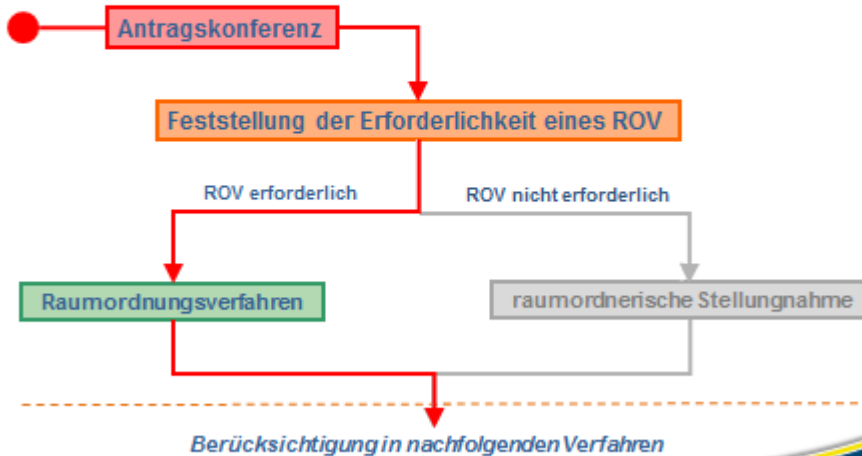 Antragskonferenz
Feststellung der Erforderlichkeit eines ROV
ROV erforderlich
ROV nicht erforderlich
Raumordnungsverfahren
raumordnerische Stellungnahme
Berücksichtigung in nachfolgenden Verfahren